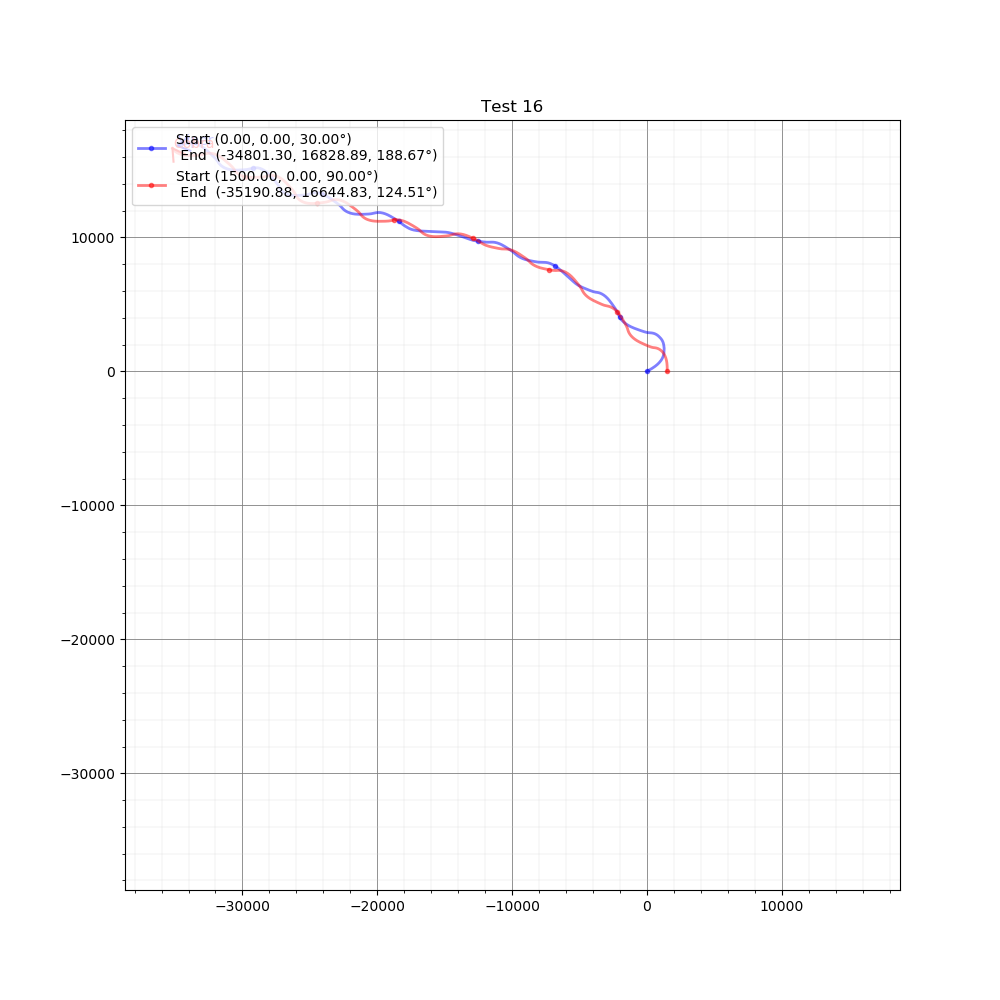 Test 16
Start (0.00, 0.00, 30.00°)
End (-34801.30, 16828.89, 188.67°)
Start (1500.00, 0.00, 90.00°)
End (-35190.88, 16644.83, 124.51°)
10000
0
−10000
−20000
−30000
−30000
−20000
−10000
0
10000